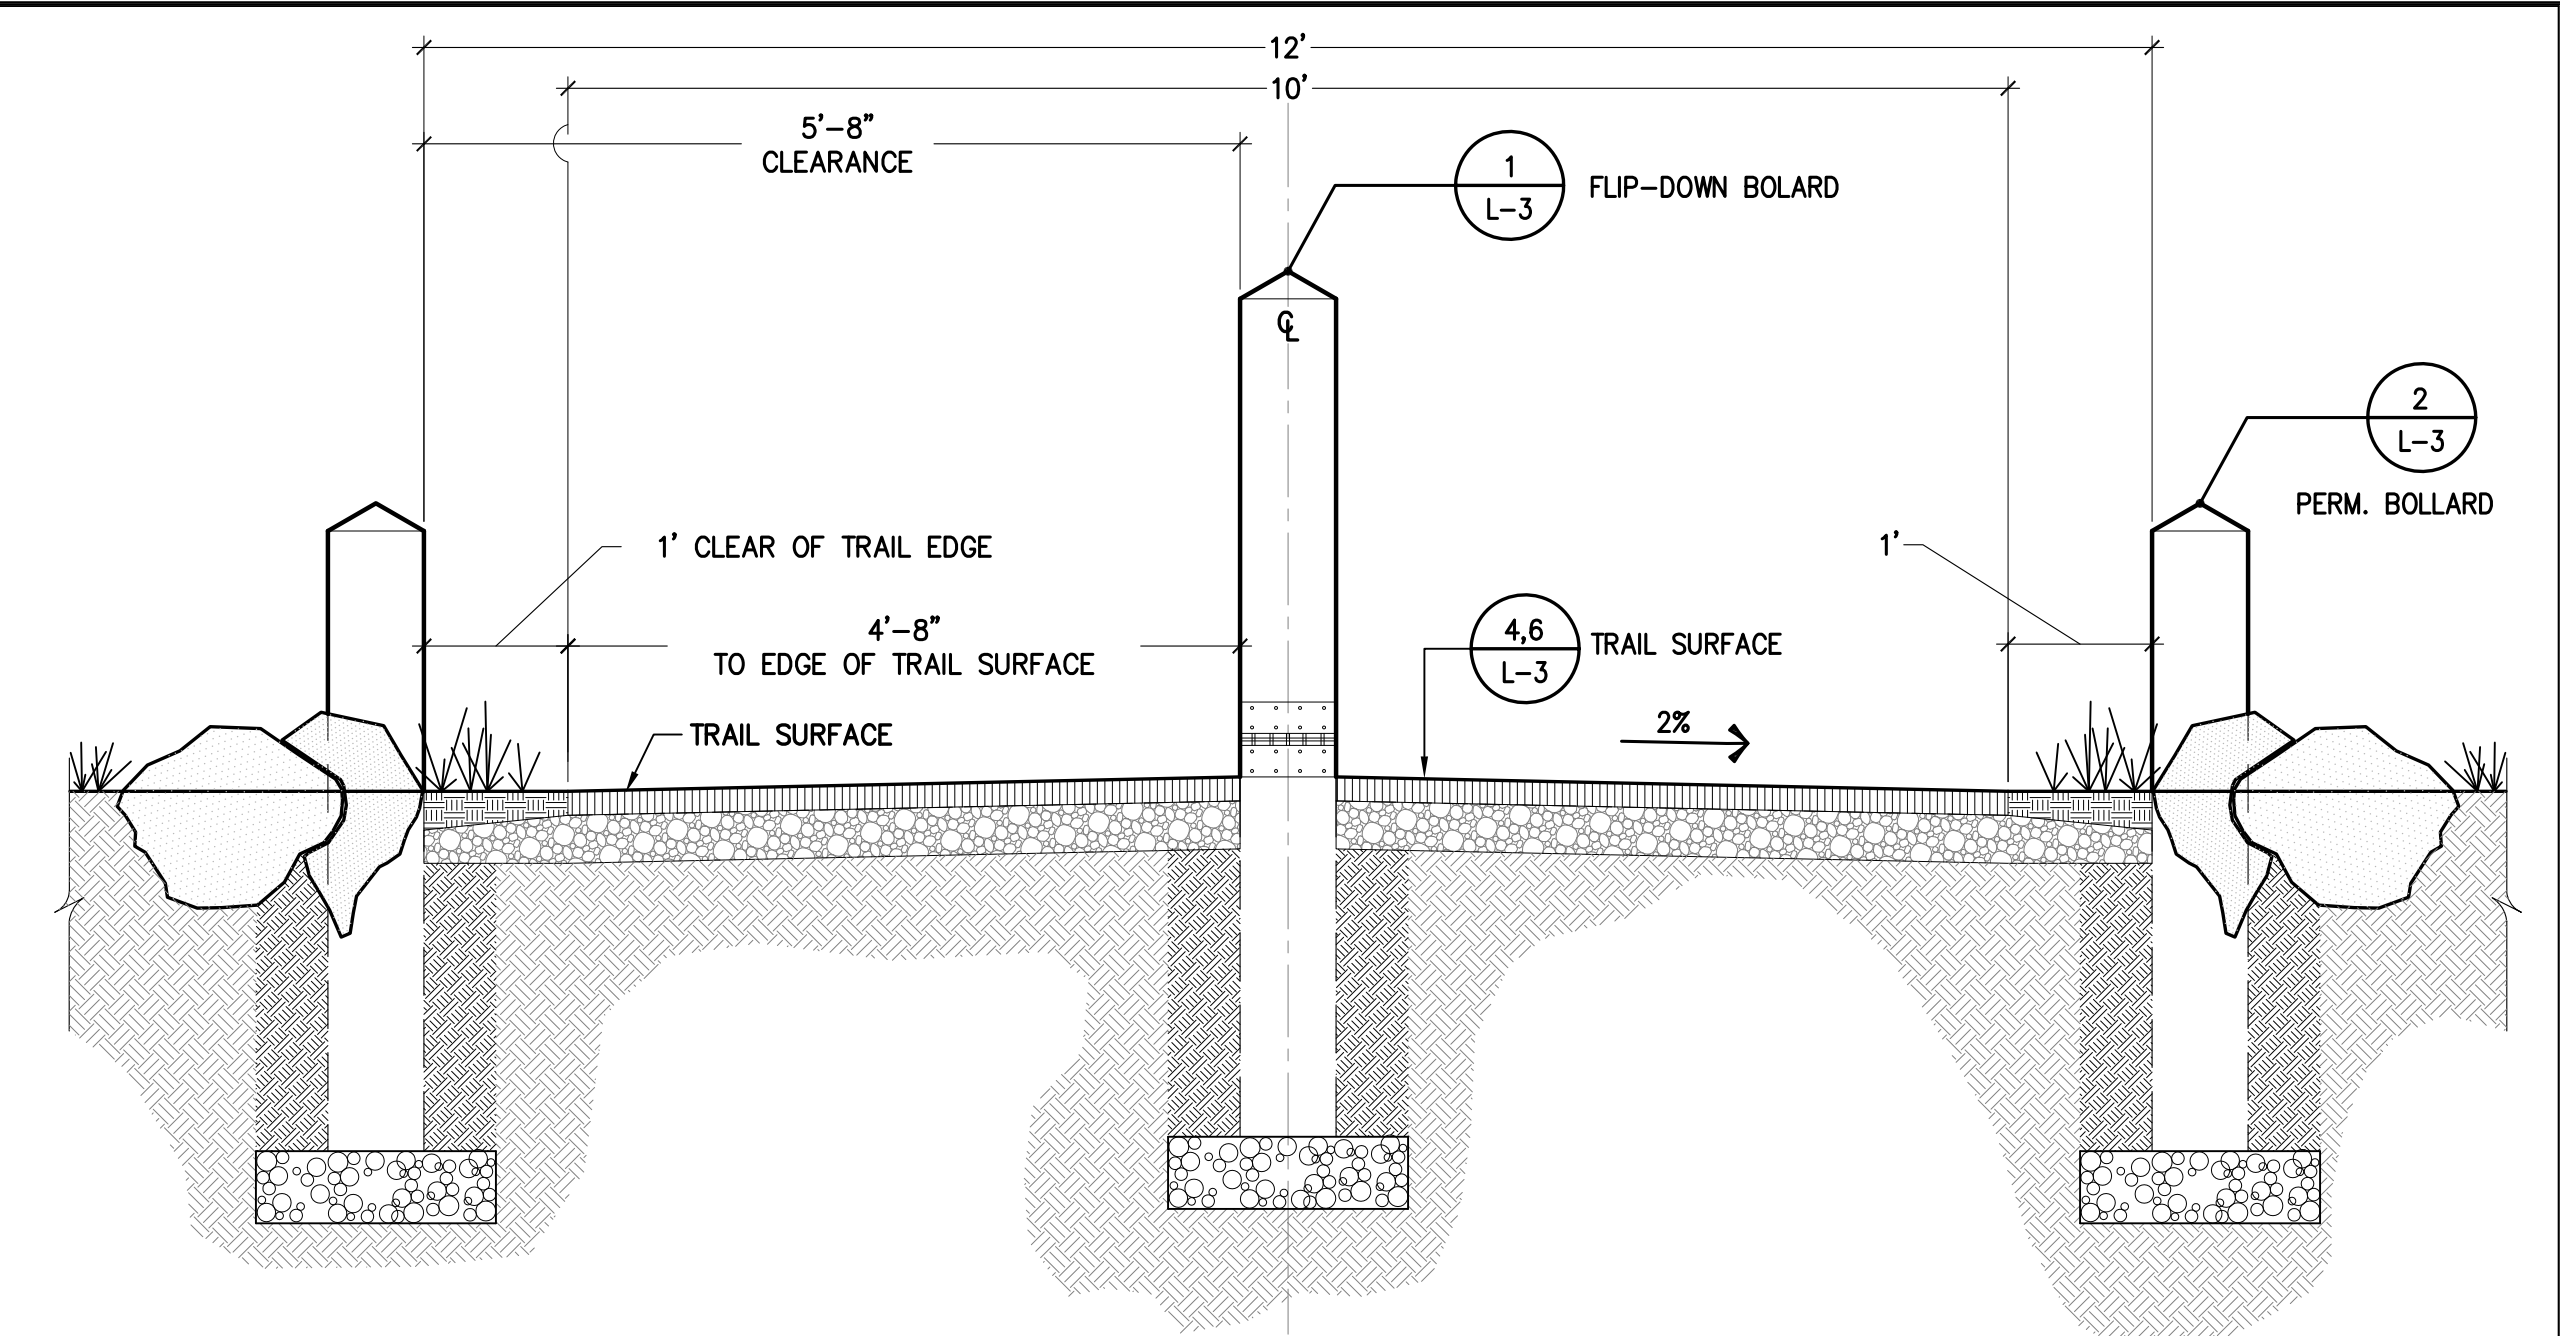 12'
10'
5'-8"
CLEARANCE
1
L-3
FLIP-DOWN BOLARD
℄
2
L-3
PERM. BOLLARD
1' CLEAR OF TRAIL EDGE
1'
4'-8"
TO EDGE OF TRAIL SURFACE
4,6
L-3
TRAIL SURFACE
TRAIL SURFACE
2%